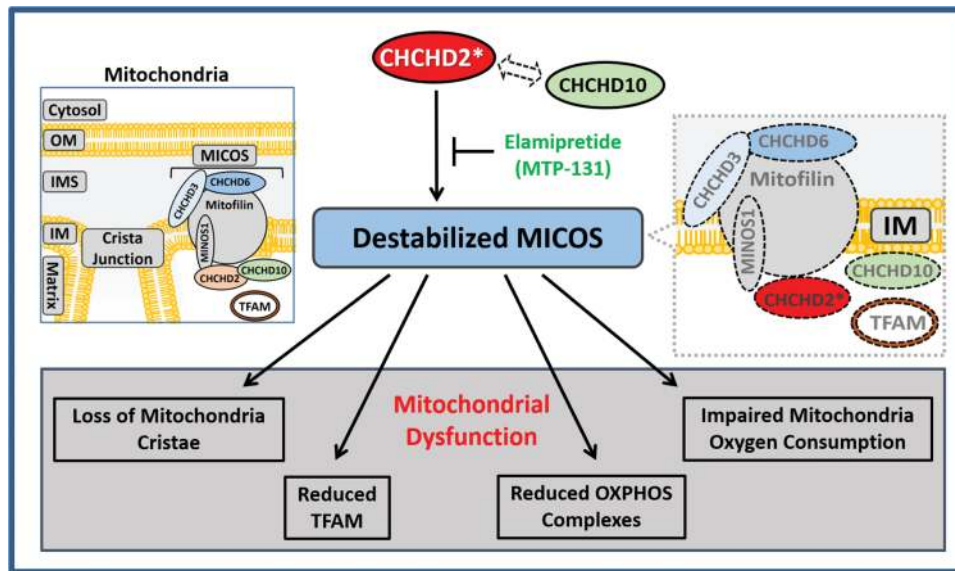 CHCHD2*
CHCHD10
Elamipretide
(MTP-131)
Mitochondria
Cytosol
OM
MICOS
IMS
CHCHD6
CHCHD3
Mitofilin
MINOS1
IM
Crista
Junction
CHCHD10
CHCHD2
Matrix
TFAM
Destabilized MICOS
CHCHD6
CHCHD3
Mitofilin
MINOS1
IM
CHCHD10
CHCHD2*
TFAM
Mitochondrial
Dysfunction
Loss of Mitochondria
Cristae
Reduced
TFAM
Reduced OXPHOS
Complexes
Impaired Mitochondria
Oxygen Consumption